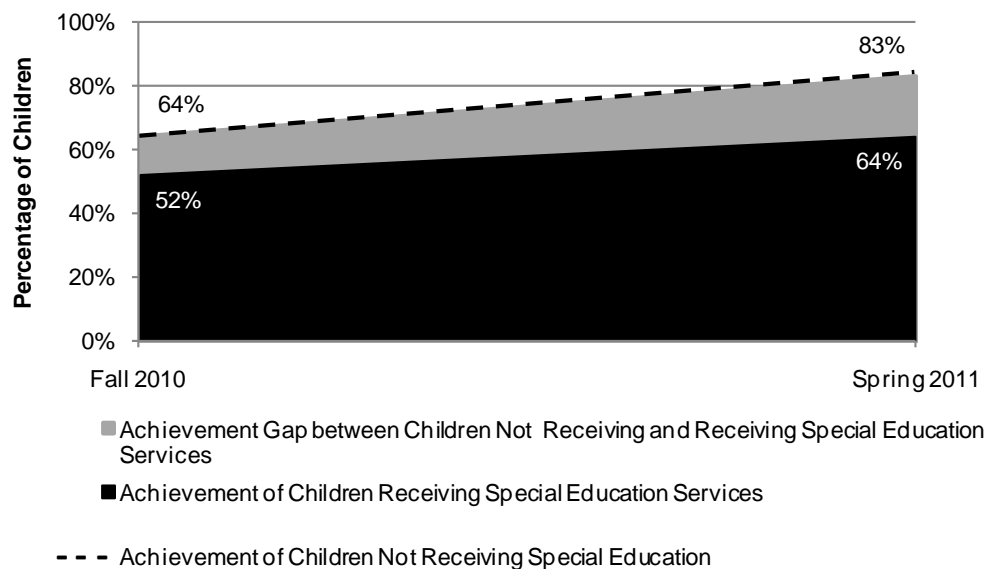 100%
83%
80%
64%
60%
64%
52%
40%
20%
0%
Percentage of Children
Fall 2010
Spring 2011
Achievement Gap between Children Not Receiving and Receiving Special Education
Services
Achievement of Children Receiving Special Education Services
Achievement of Children Not Receiving Special Education